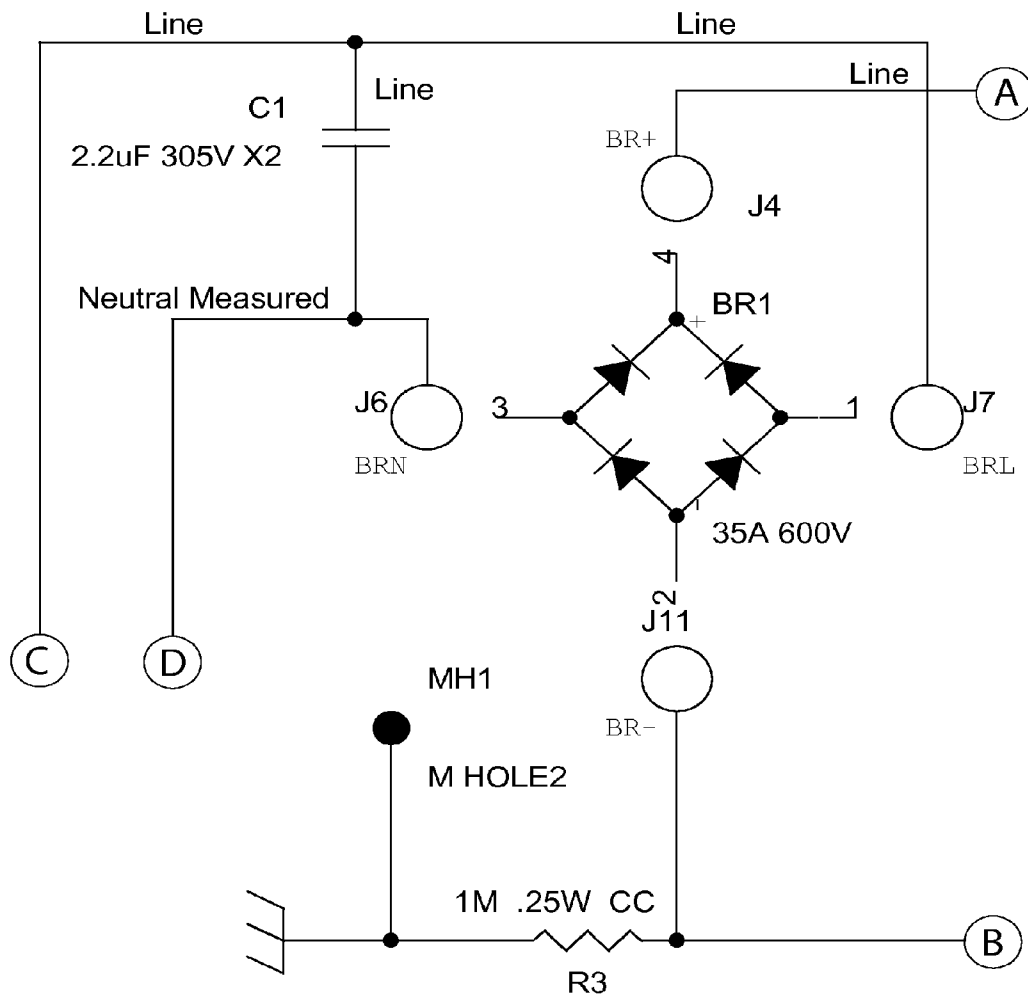 Line
Line
Line
Line
A
C1
2.2uF 305V X2
BR+
J4
4
Neutral Measured
BR1
+
J6
3
1
J7
BRN
BRL
-
35A 600V
2
J11
C
D
MH1
BR-
M HOLE2
1M .25W CC
B
R3